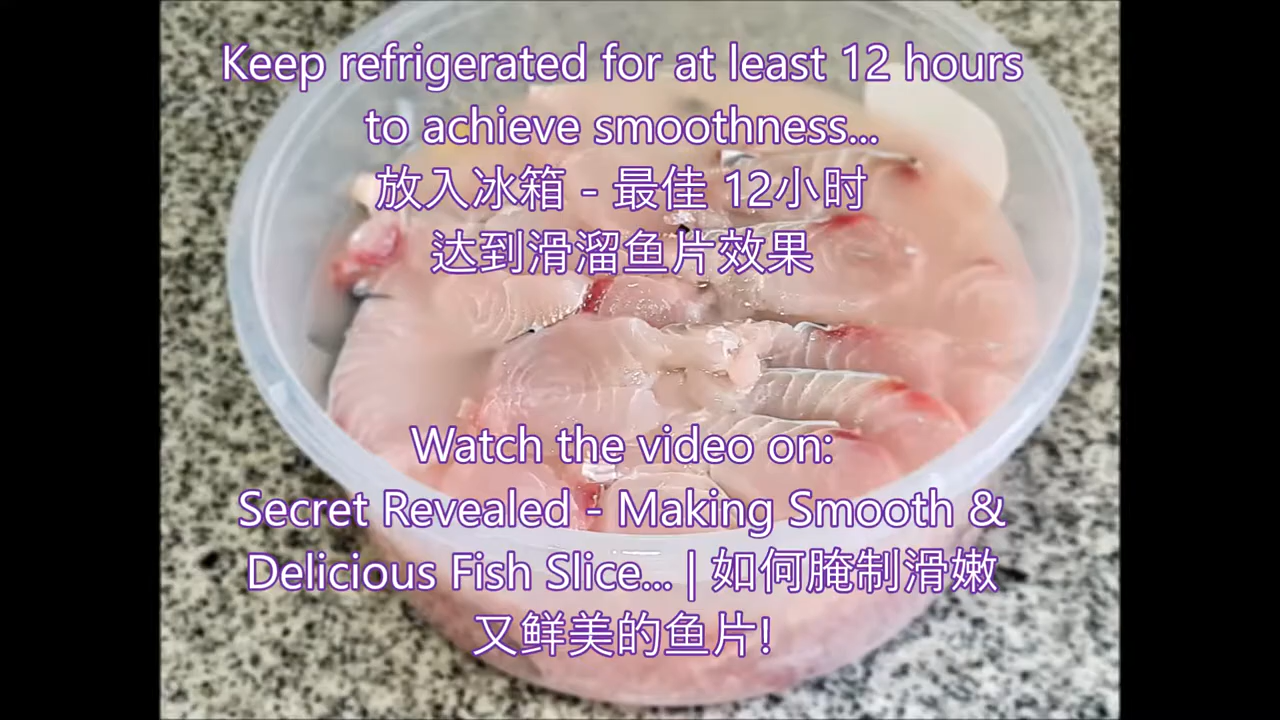 Keep refrigerated for at least 12 hours
to achieve smoothness...
放入冰箱 - 最佳 12小时
达到滑溜鱼片效果
Watch the video on:
Secret Revealed - Making Smooth &
Delicious Fish Slice... | 如何腌制滑嫩
又鲜美的鱼片!